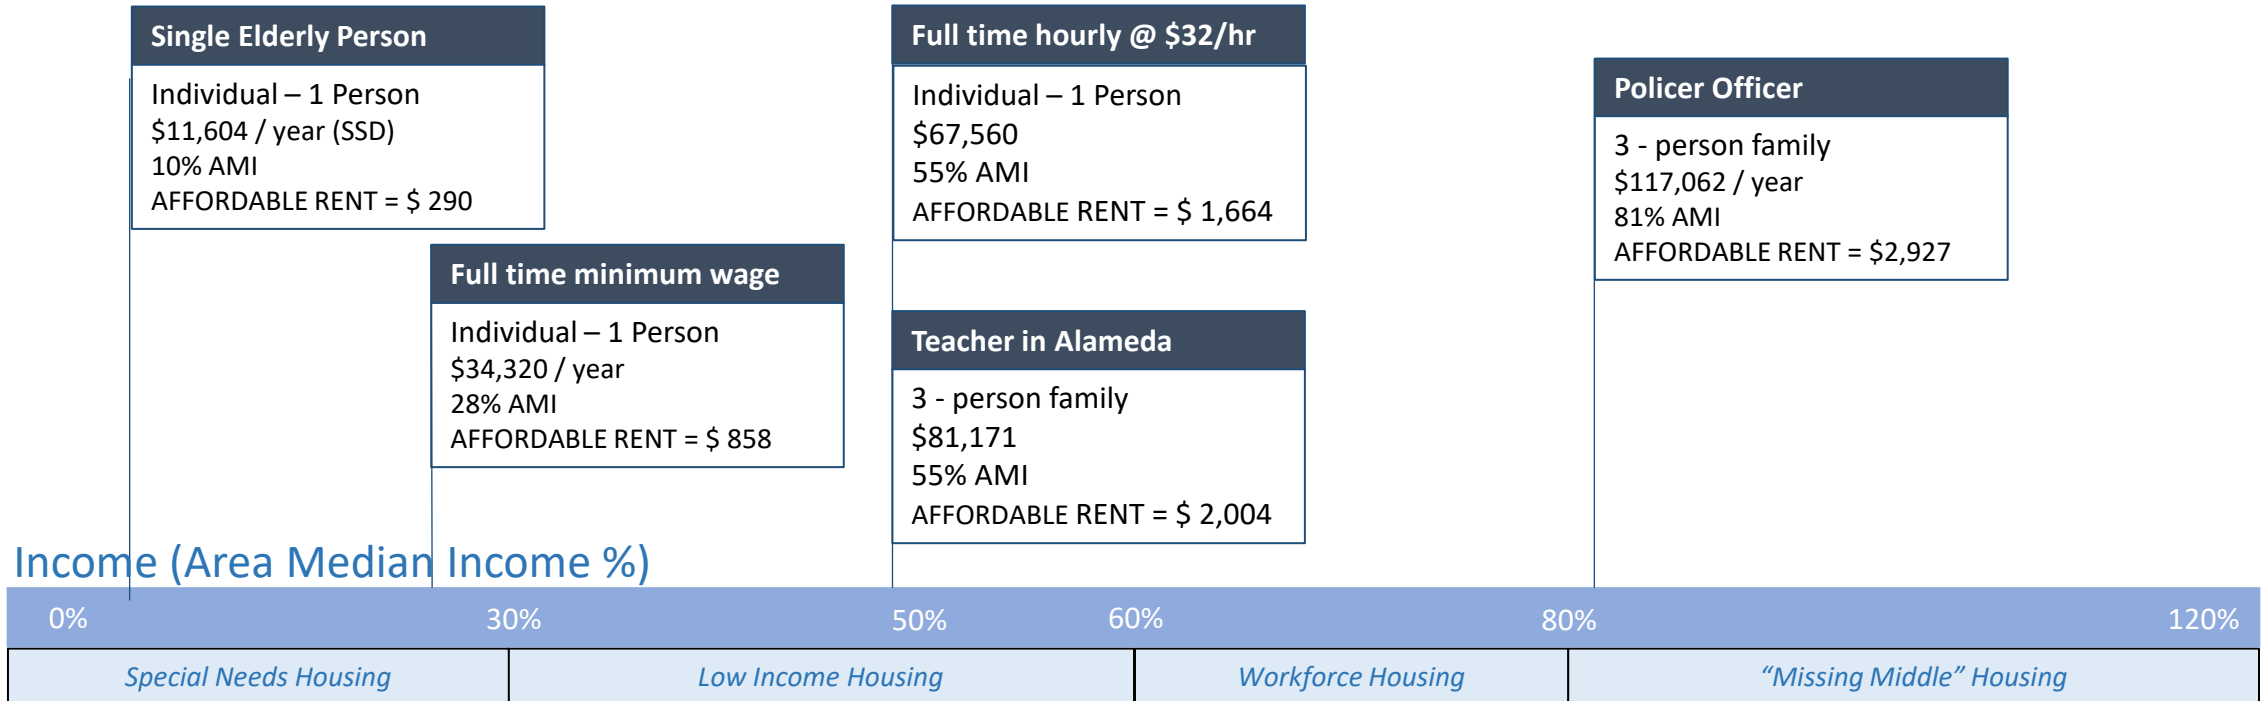 Single Elderly Person
Individual – 1 Person
$11,604 / year (SSD)
10% AMI
AFFORDABLE RENT = $ 290
Full time minimum wage
Individual – 1 Person
$34,320 / year
28% AMI
AFFORDABLE RENT = $ 858
Full time hourly @ $32/hr
Individual – 1 Person
$67,560
55% AMI
AFFORDABLE RENT = $ 1,664
Teacher in Alameda
3 - person family
$81,171
55% AMI
AFFORDABLE RENT = $ 2,004
Policer Officer
3 - person family
$117,062 / year
81% AMI
AFFORDABLE RENT = $2,927
Income (Area Median Income %)
0% 30% 50% 60% 80% 120%
Special Needs Housing Low Income Housing Workforce Housing “Missing Middle” Housing